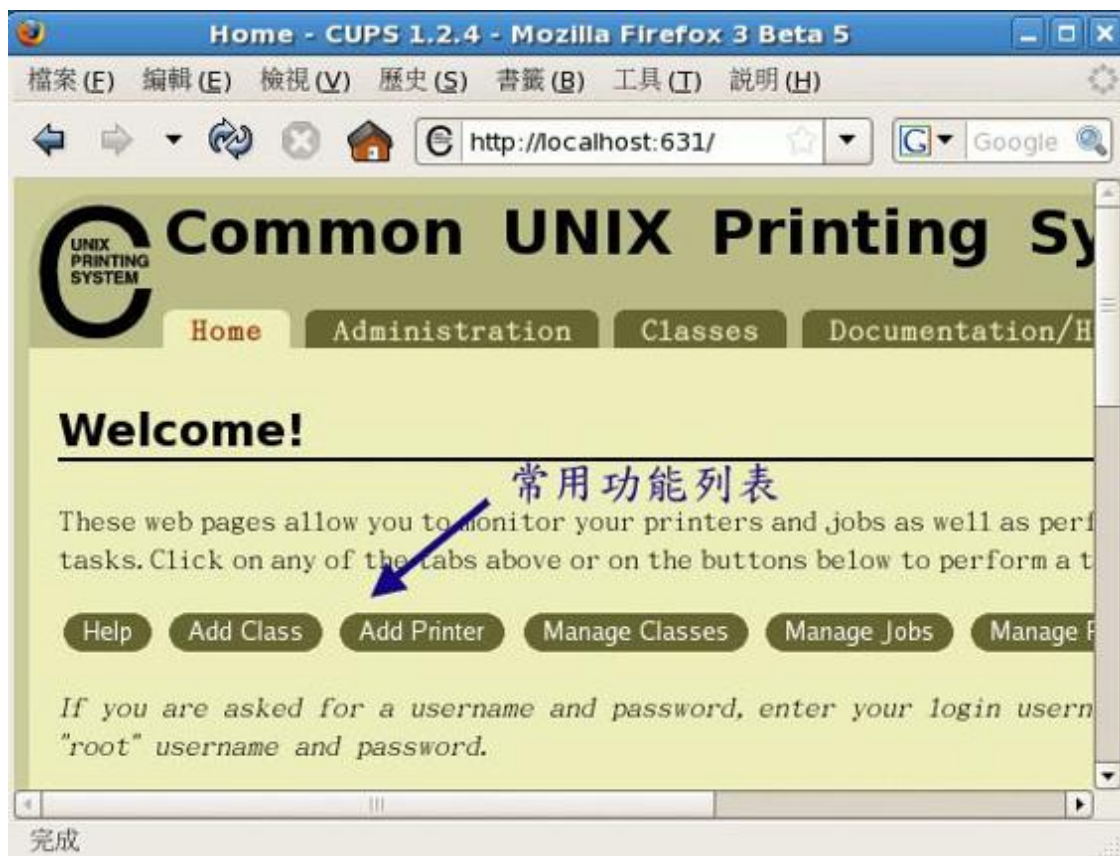 Home - CUPS 1.2.4 - Mozilla Firefox 3 Beta 5
檔案(F) 編輯(E) 檢視(V) 歷史(S) 書籤(B) 工具(T) 說明(H)
http://localhost:631/ G Google
UNIX
PRINTING
SYSTEM
Common UNIX Printing Sy
Home Administration Classes Documentation/H
Welcome!
常用功能列表
These web pages allow you to monitor your printers and jobs as well as perf
tasks. Click on any of the tabs above or on the buttons below to perform a t
Help Add Class Add Printer Manage Classes Manage Jobs Manage P
If you are asked for a username and password, enter your login usern
"root" username and password.
完成